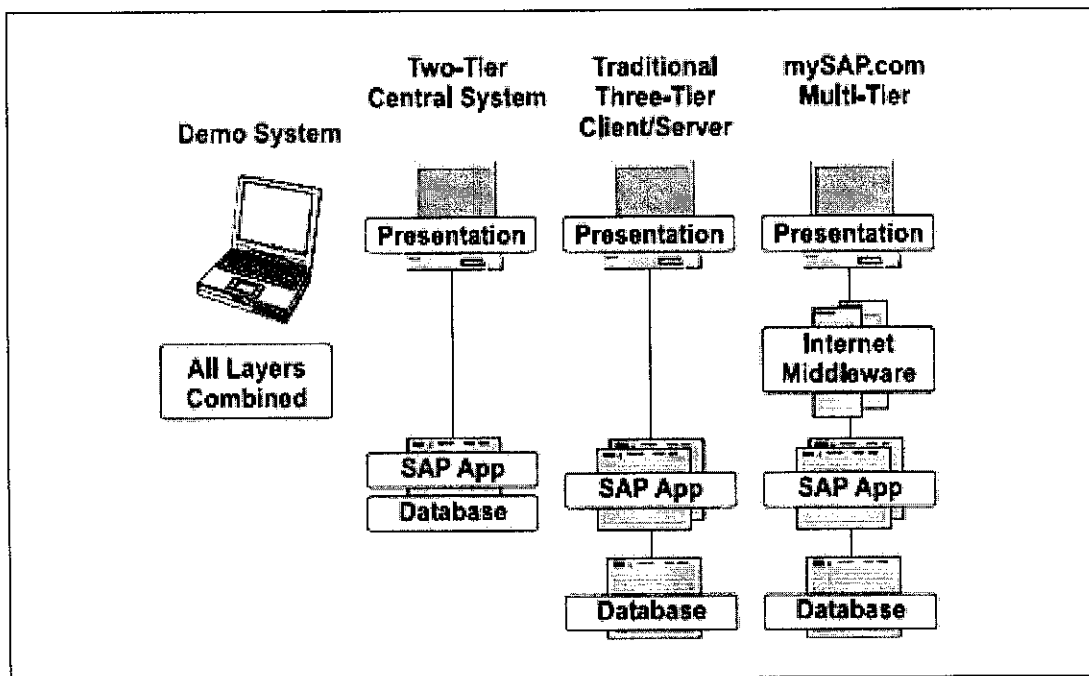 Demo System
All Layers
Combined
Two-Tier
Central System
Presentation
SAP App
Database
Traditional
Three-Tier
Client/Server
Presentation
SAP App
Database
mySAP.com
Multi-Tier
Presentation
Internet
Middleware
SAP App
Database